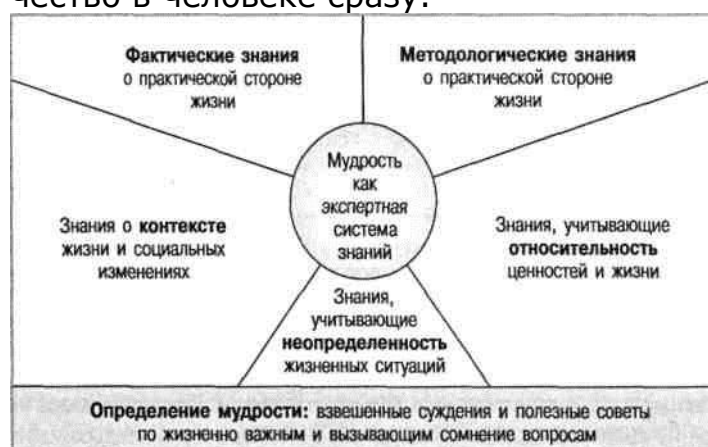 чество в человеке сразу.
Фактические знания
о практической стороне
жизни
Методологические знания
о практической стороне
жизни
Мудрость
как
экспертная
система
знаний
Знания о контексте
жизни и социальных
изменениях
Знания, учитывающие
относительность
ценностей и жизни
Знания,
учитывающие
неопределенность
жизненных ситуаций
Определение мудрости: взвешенные суждения и полезные советы
по жизненно важным и вызывающим сомнение вопросам